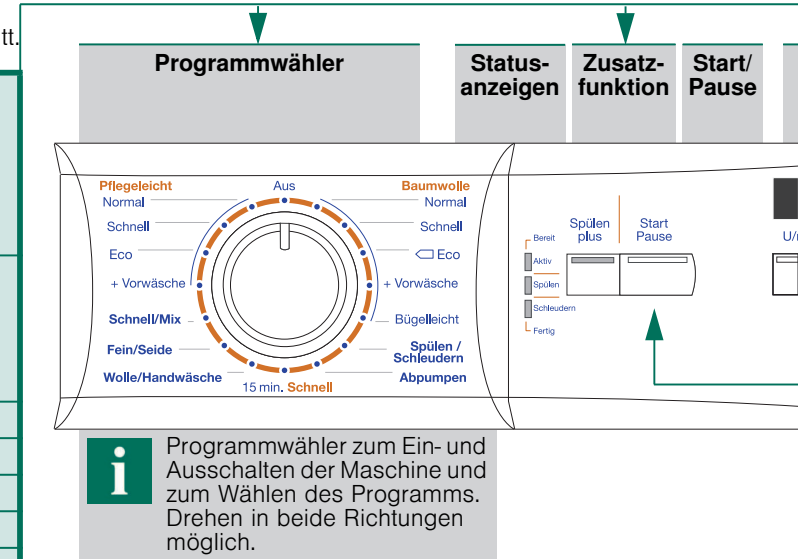 tt.
Programmwähler
Status-
anzeigen
Zusatz-
funktion
Start/
Pause
Pflegeleicht
Normal
Schnell
Eco
+ Vorwäsche
Schnell/Mix
Fein/Seide
Wolle/Handwäsche
Aus
15 min. Schnell
Baumwolle
Normal
Schnell
Eco
+ Vorwäsche
Bügelleicht
Spülen /
Schleudern
Abpumpen
Bereit
Aktiv
Spülen
Schleudern
Fertig
Spülen
plus
Start
Pause
i
Programmwähler zum Ein- und
Ausschalten der Maschine und
zum Wählen des Programms.
Drehen in beide Richtungen
möglich.